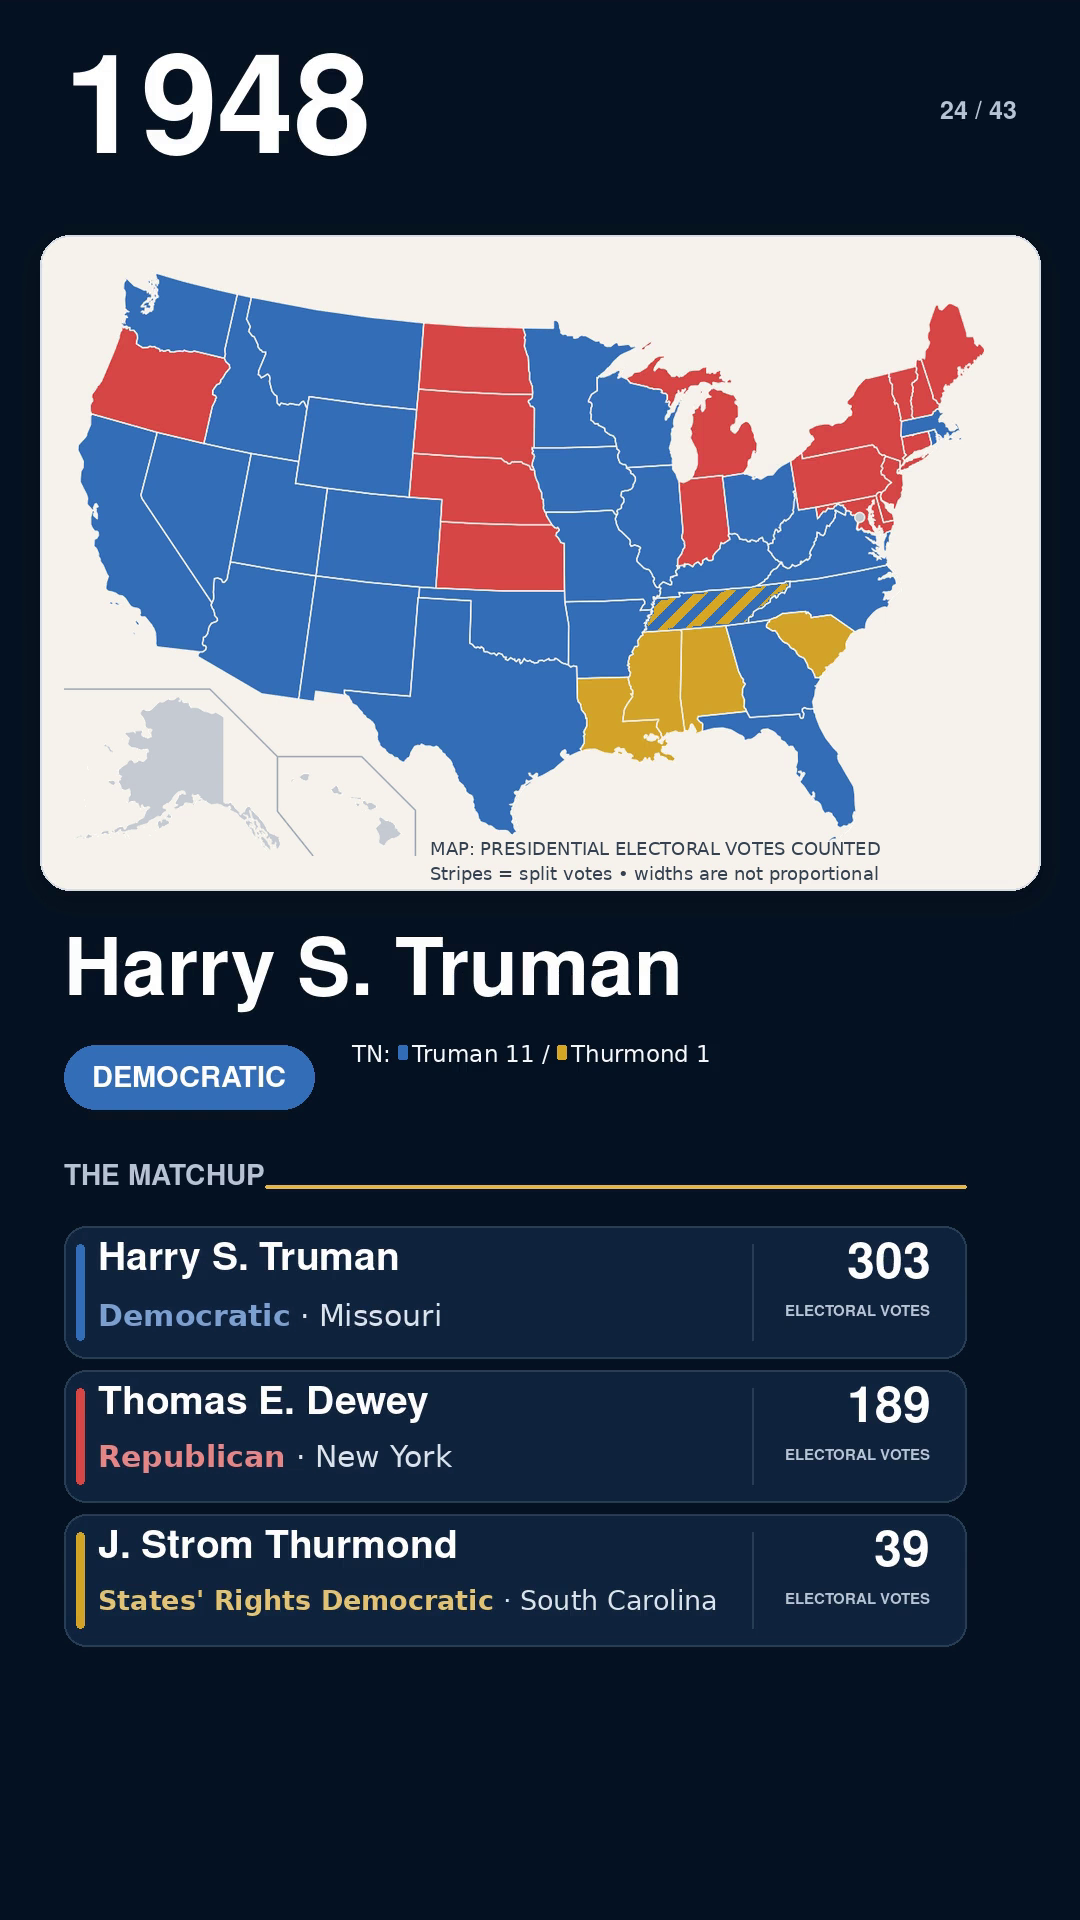 1948
24 / 43
MAP: PRESIDENTIAL ELECTORAL VOTES COUNTED
Stripes = split votes • widths are not proportional
Harry S. Truman
DEMOCRATIC
TN: Truman 11 / Thurmond 1
THE MATCHUP
Harry S. Truman
303
Democratic · Missouri
ELECTORAL VOTES
Thomas E. Dewey
189
Republican · New York
ELECTORAL VOTES
J. Strom Thurmond
39
States' Rights Democratic · South Carolina
ELECTORAL VOTES